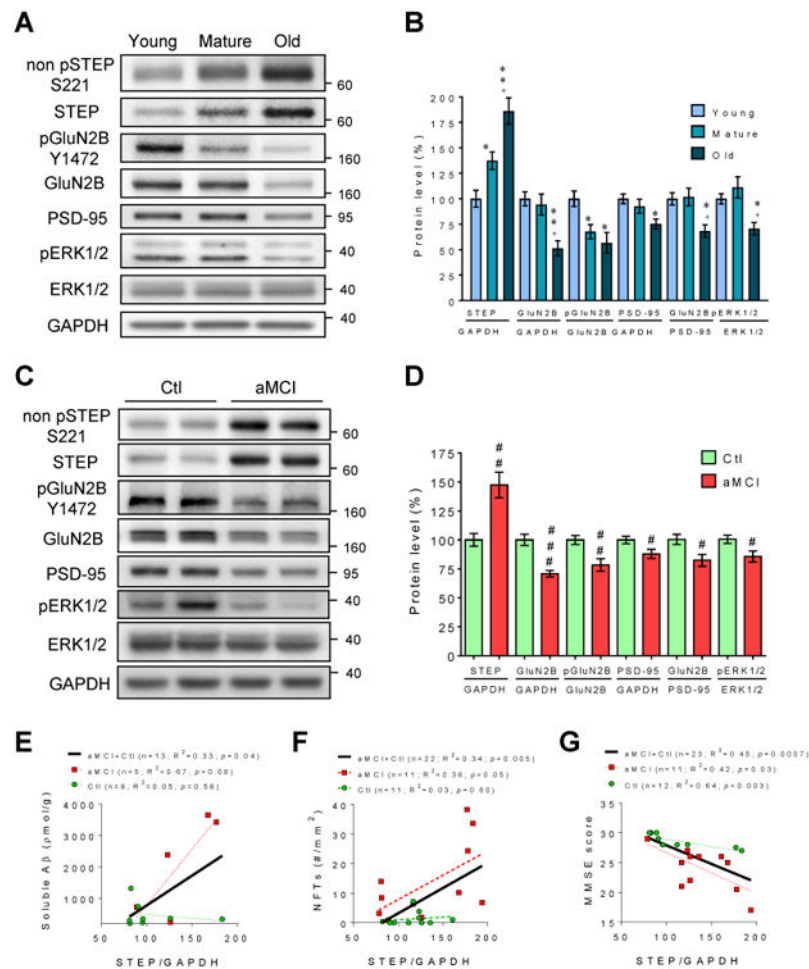 A
Young Mature Old
non pSTEP
S221
60
STEP
60
pGluN2B
Y1472
160
GluN2B
160
PSD-95
95
pERK1/2
40
ERK1/2
40
GAPDH
B
Protein level (%)
200
175
150
125
100
75
50
25
0
Young
Mature
Old
* * +
*
* * +
*
*
*
* +
* +
STEP GluN2B pGluN2B PSD-95 GluN2B pERK1/2
GAPDH GAPDH GluN2B GAPDH PSD-95 ERK1/2
C
Ctl aMCI
non pSTEP
S221
60
STEP
60
pGluN2B
Y1472
160
GluN2B
160
PSD-95
95
pERK1/2
40
ERK1/2
40
GAPDH
40
D
Protein level (%)
175
150
125
100
75
50
25
0
Ctl
aMCI
# #
# # #
# #
#
#
#
STEP GluN2B pGluN2B PSD-95 GluN2B pERK1/2
GAPDH GAPDH GluN2B GAPDH PSD-95 ERK1/2
E
aMCI+Ctl (n=13; R²=0.33; p=0.04)
aMCI (n=5; R²=0.67; p=0.08)
Ctl (n=8; R²=0.05; p=0.58)
Soluble Aβ (pmol/g)
4000
3000
2000
1000
50 100 150 200
STEP/GAPDH
F
aMCI+Ctl (n=22; R²=0.34; p=0.005)
aMCI (n=11; R²=0.36; p=0.05)
Ctl (n=11; R²=0.03; p=0.60)
NFTs (#/mm²)
40
30
20
10
0
50 100 150 200
STEP/GAPDH
G
aMCI+Ctl (n=23; R²=0.45; p=0.0007)
aMCI (n=11; R²=0.42; p=0.03)
Ctl (n=12; R²=0.64; p=0.003)
MMSE score
35
30
25
20
15
50 100 150 200
STEP/GAPDH